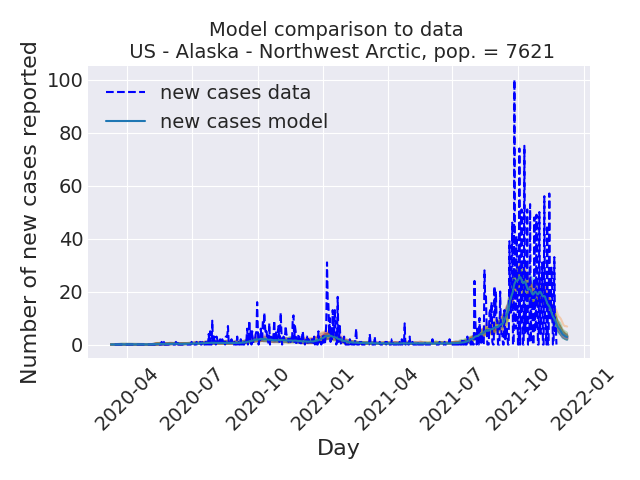 Model comparison to data
US - Alaska - Northwest Arctic, pop. = 7621
Number of new cases reported
100
80
60
40
20
0
new cases data
new cases model
2020-04
2020-07
2020-10
2021-01
2021-04
2021-07
2021-10
2022-01
Day